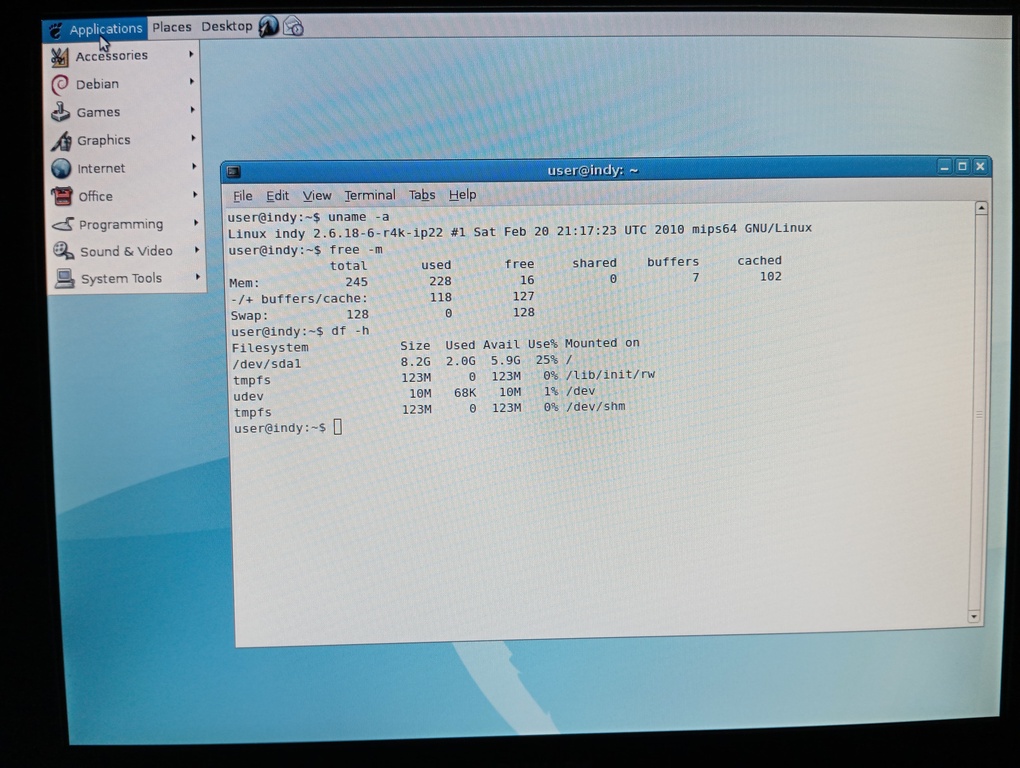 Applications Places Desktop
Accessories
Debian
Games
Graphics
Internet
Office
Programming
Sound & Video
System Tools
user@indy: ~
File Edit View Terminal Tabs Help
user@indy:~$ uname -a
Linux indy 2.6.18-6-r4k-ip22 #1 Sat Feb 20 21:17:23 UTC 2010 mips64 GNU/Linux
user@indy:~$ free -m
total used free shared buffers cached
Mem: 245 228 16 0 7 102
-/+ buffers/cache: 118 127
Swap: 128 0 128
user@indy:~$ df -h
Filesystem Size Used Avail Use% Mounted on
/dev/sda1 8.2G 2.0G 5.9G 25% /
tmpfs 123M 0 123M 0% /lib/init/rw
udev 10M 68K 10M 1% /dev
tmpfs 123M 0 123M 0% /dev/shm
user@indy:~$